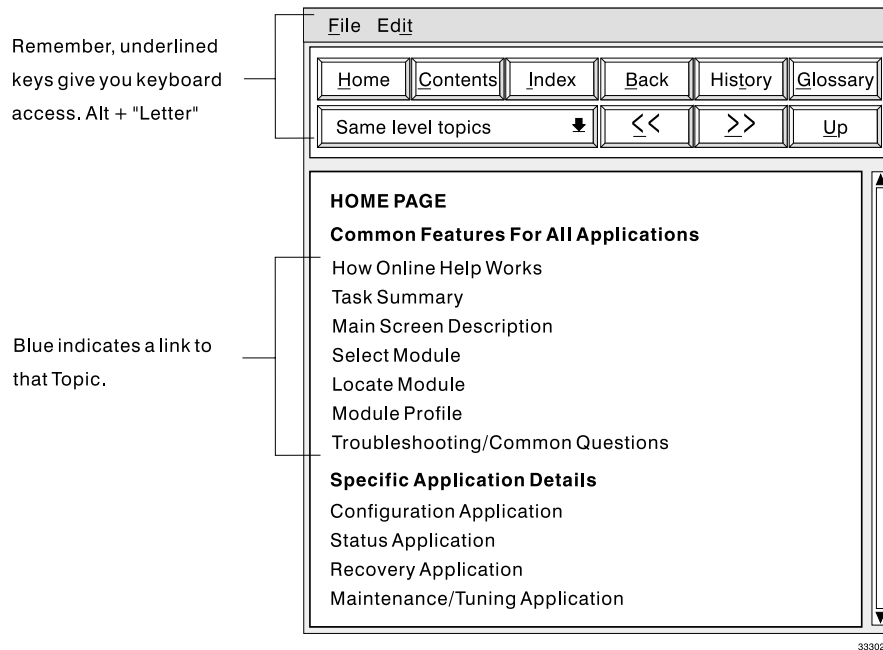 File Edit
Remember, underlined
keys give you keyboard
access. Alt + "Letter"
Home Contents Index Back History Glossary
Same level topics << >> Up
HOME PAGE
Common Features For All Applications
How Online Help Works
Task Summary
Main Screen Description
Select Module
Locate Module
Module Profile
Troubleshooting/Common Questions
Blue indicates a link to
that Topic.
Specific Application Details
Configuration Application
Status Application
Recovery Application
Maintenance/Tuning Application
33302